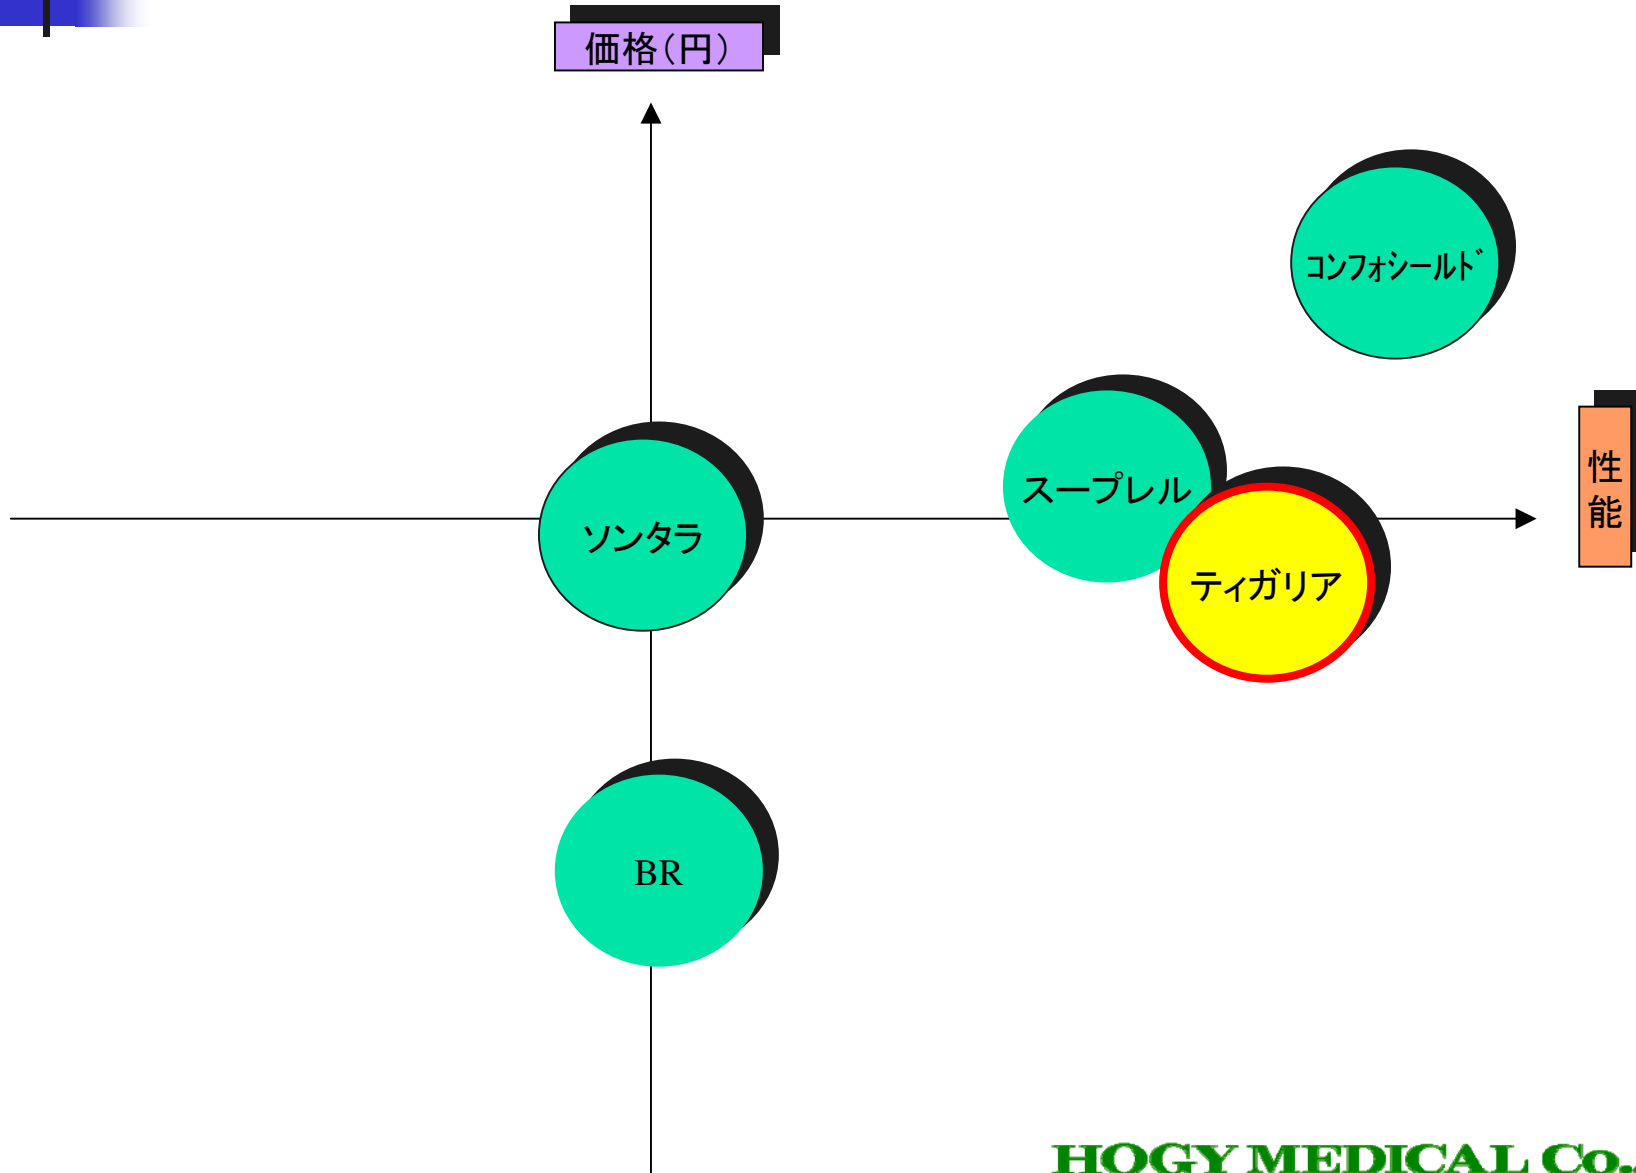 価格(円)
コンフォシールド
スープレル
性
能
ソンタラ
ティガリア
BR
HOGY MEDICAL Co.,